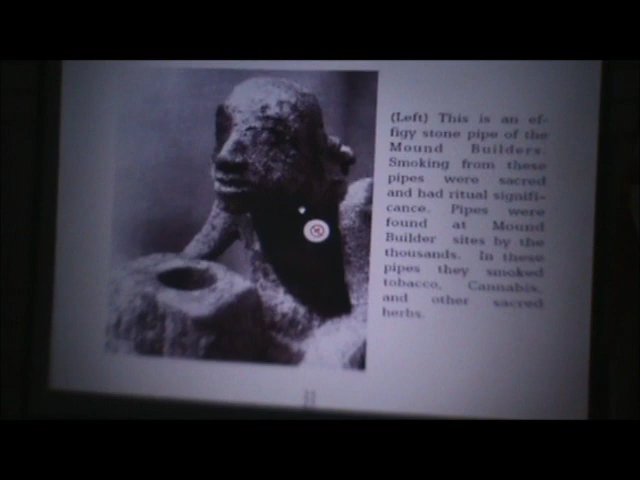 (Left) This is an ef-
figy stone pipe of the
Mound Builders.
Smoking from these
pipes were sacred
and had ritual signifi-
cance. Pipes were
found at Mound
Builder sites by the
thousands. In these
pipes they smoked
tobacco, Cannabis,
and other sacred
herbs.